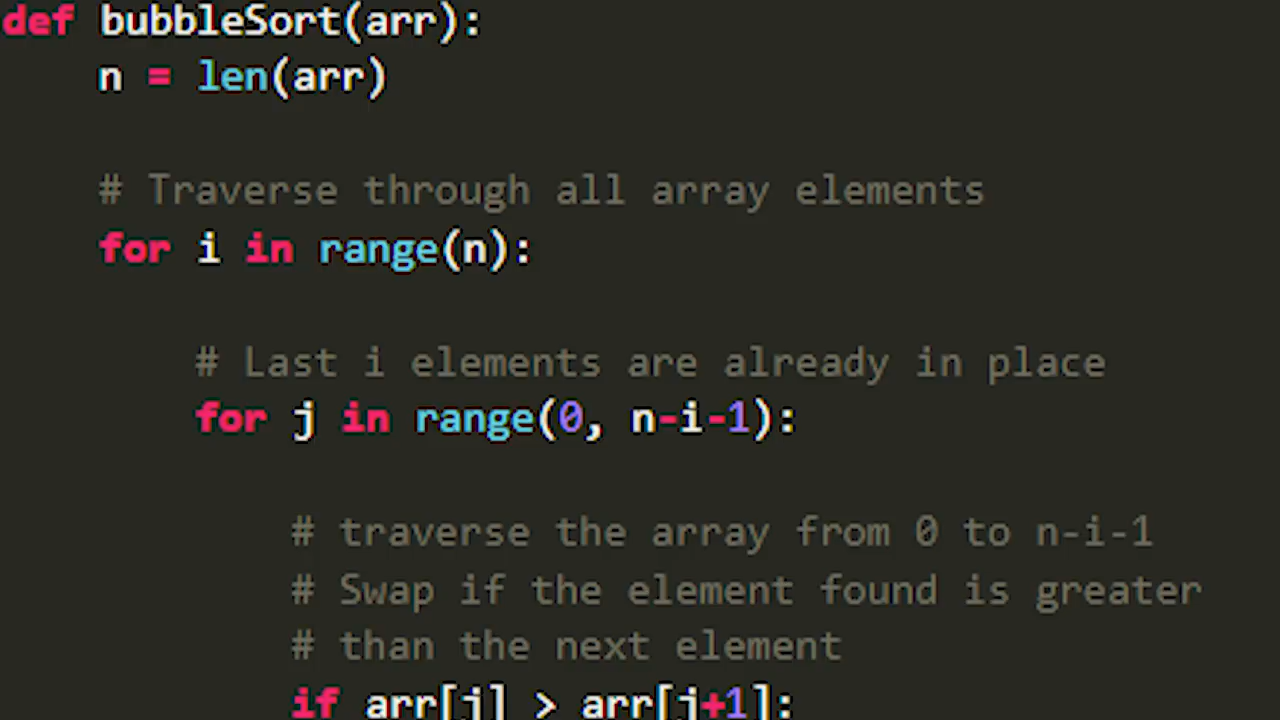 def bubbleSort(arr):
    n = len(arr)
    # Traverse through all array elements
    for i in range(n):
        # Last i elements are already in place
        for j in range(0, n-i-1):
            # traverse the array from 0 to n-i-1
            # Swap if the element found is greater
            # than the next element
            if arr[j] > arr[j+1]: